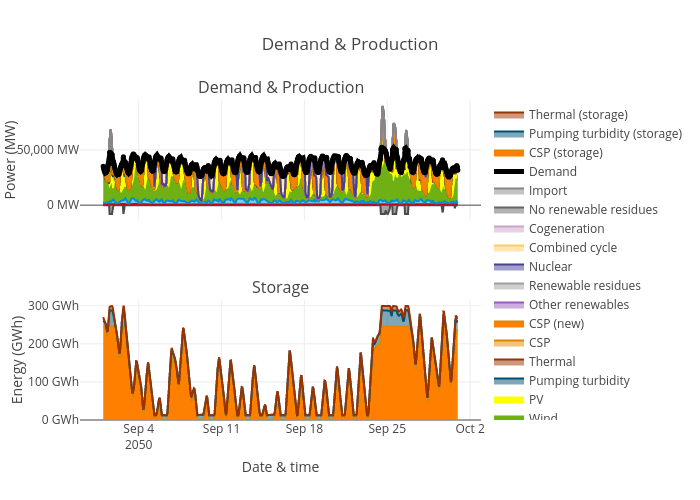 Demand & Production
Demand & Production
Power (MW)
50,000 MW
0 MW
Storage
Energy (GWh)
300 GWh
200 GWh
100 GWh
0 GWh
Sep 4
2050
Sep 11
Sep 18
Sep 25
Oct 2
Date & time
Thermal (storage)
Pumping turbidity (storage)
CSP (storage)
Demand
Import
No renewable residues
Cogeneration
Combined cycle
Nuclear
Renewable residues
Other renewables
CSP (new)
CSP
Thermal
Pumping turbidity
PV
Wind